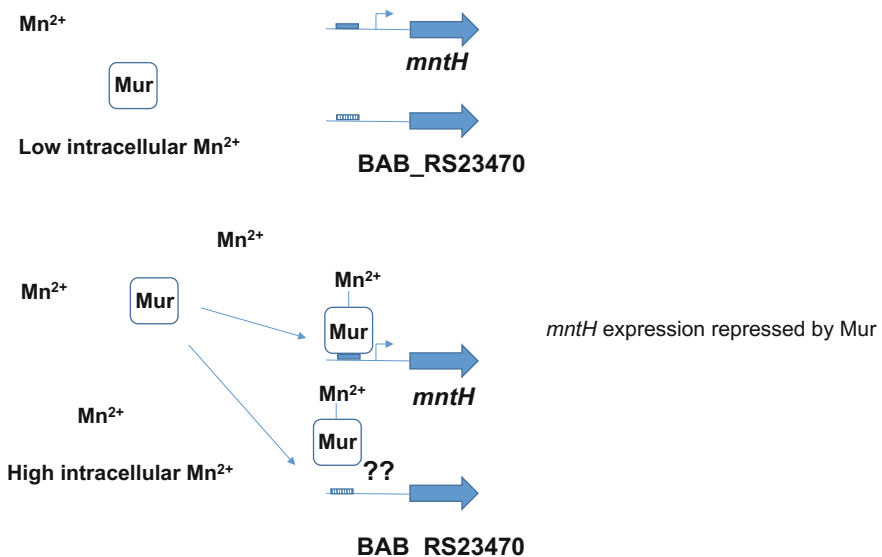 Mn²⁺
mntH
Mur
Low intracellular Mn²⁺
BAB_RS23470
Mn²⁺
Mn²⁺
Mn²⁺
Mur
Mur
mntH expression repressed by Mur
Mn²⁺
mntH
Mn²⁺
Mur
??
High intracellular Mn²⁺
BAB_RS23470